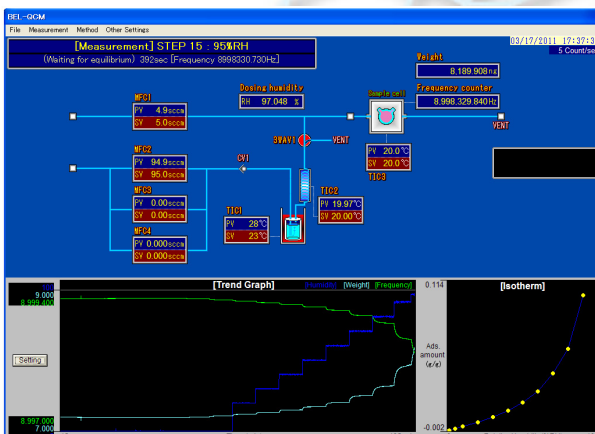 BEL-QCM
File Measurement Method Other Settings
[Measurement] STEP 15 : 95%RH
(Waiting for equilibrium) 392sec [Frequency 8998330.730Hz]
03/17/2011 17:37:3
5 Count/se
Weight
8,189.908ng
Frequency counter
8,998,329.840Hz
Dosing humidity
RH 97.048 %
Sample cell
VENT
PV 20.0℃
SV 20.0℃
TIC3
MFC1
PV 4.9sccm
SV 5.0sccm
3WAV1
VENT
MFC2
PV 94.9sccm
SV 95.0sccm
CV1
MFC3
PV 0.00sccm
SV 0.00sccm
MFC4
PV 0.000sccm
SV 0.000sccm
TIC2
PV 19.97℃
SV 20.00℃
TIC1
PV 28℃
SV 23℃
[Trend Graph]
[Humidity] [Weight] [Frequency]
9.000
8,999,400
Setting
8,997,000
7.000
[Isotherm]
0.114
Ads.
amount
(g/g)
-0.002